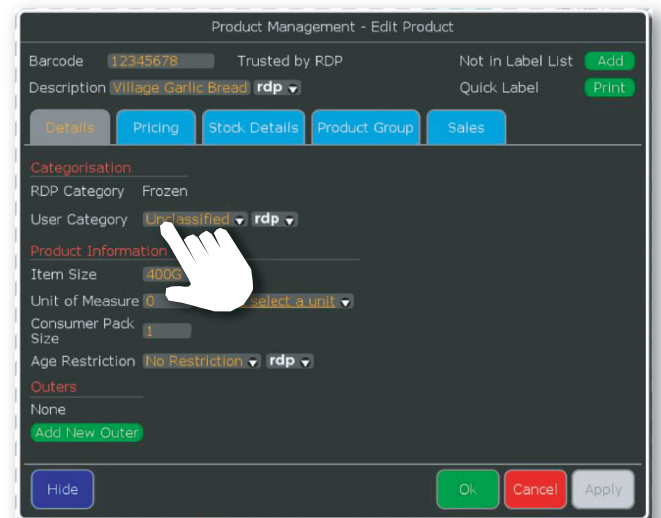 Product Management - Edit Product
Barcode 12345678 Trusted by RDP Not in Label List Add
Description Village Garlic Bread rdp Quick Label Print
Details Pricing Stock Details Product Group Sales
Categorisation
RDP Category Frozen
User Category Unclassified rdp
Product Information
Item Size 400G
Unit of Measure 0 select a unit
Consumer Pack
Size 1
Age Restriction No Restriction rdp
Outers
None
Add New Outer
Hide Ok Cancel Apply